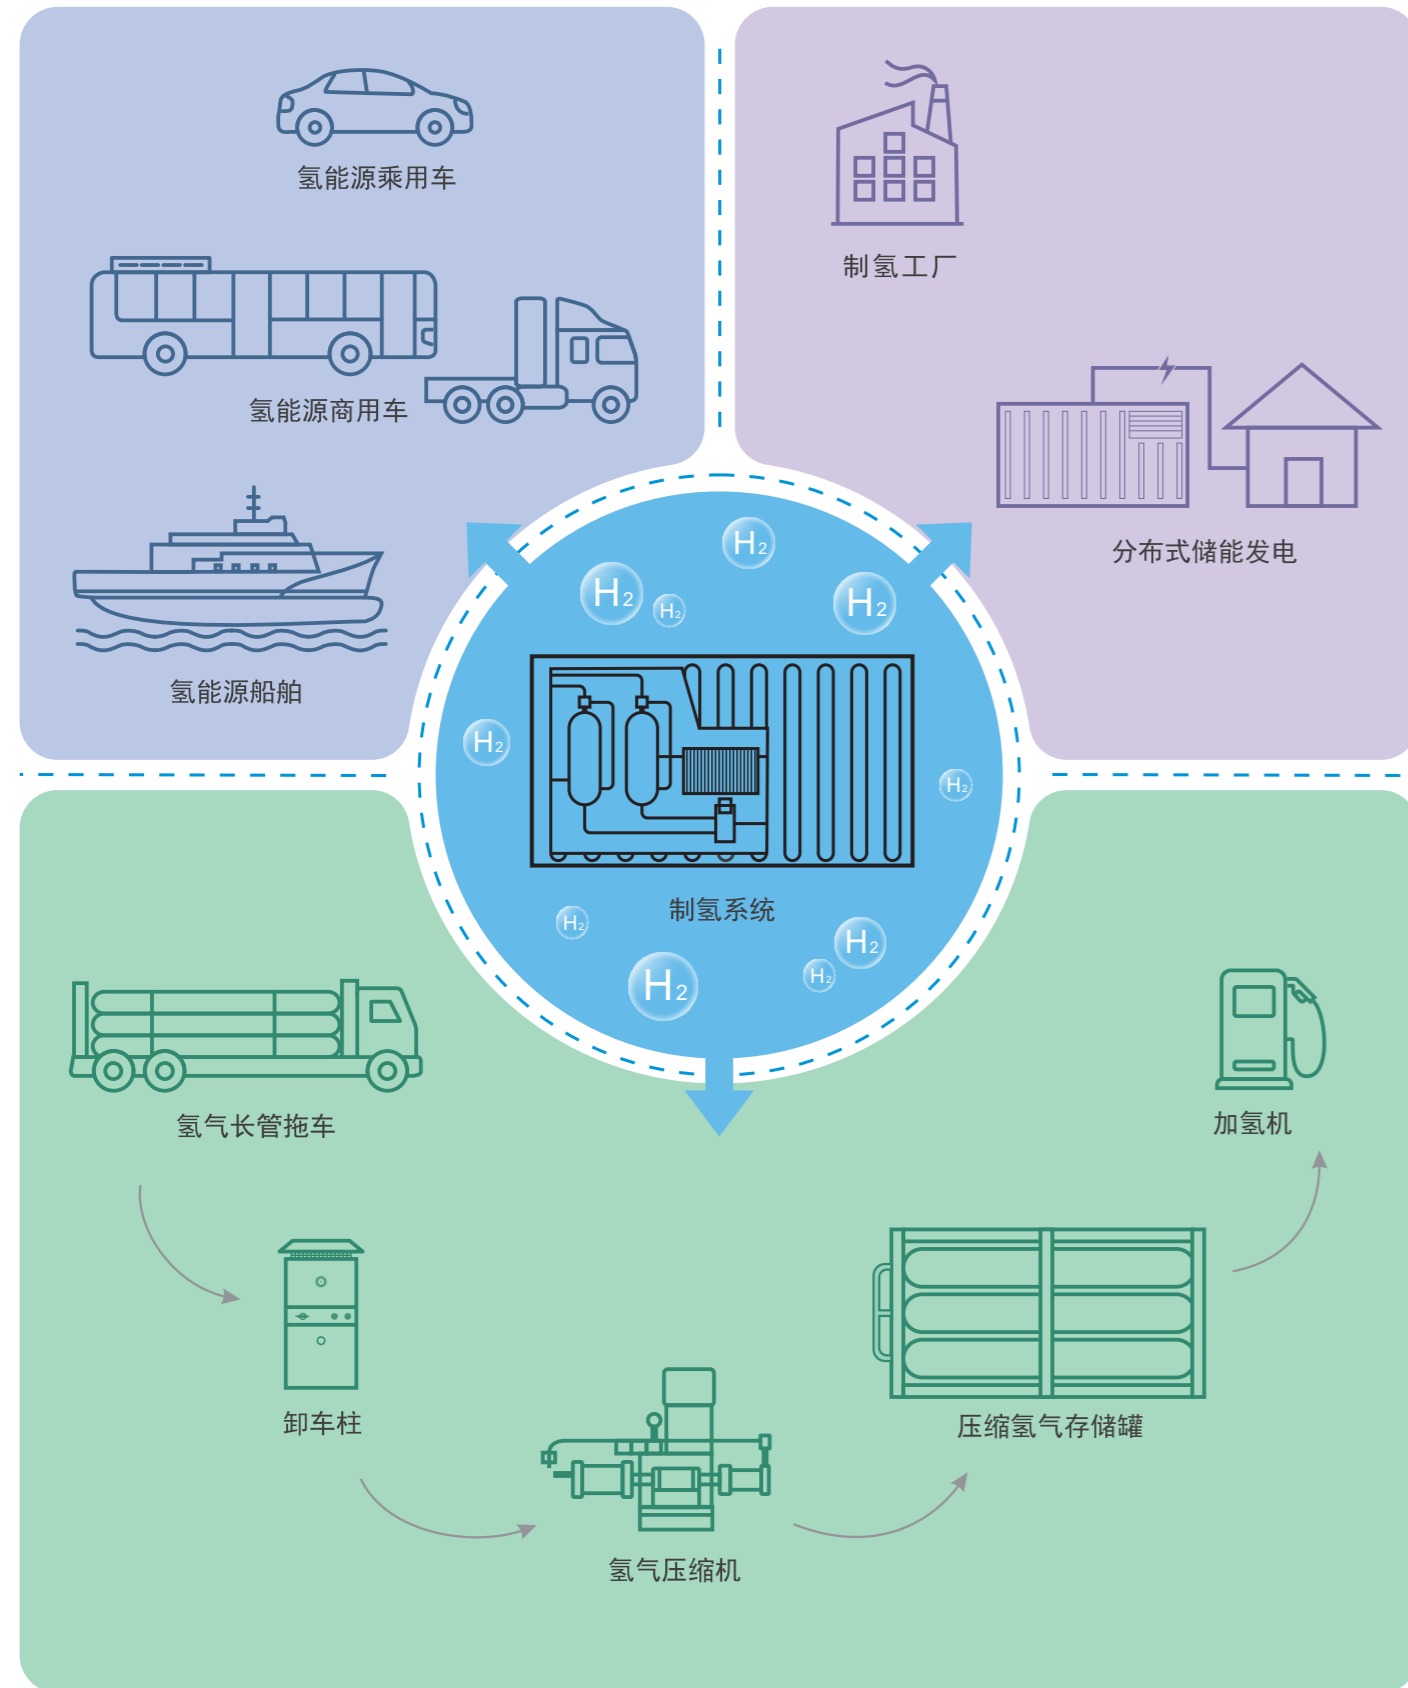 氢能源乘用车
氢能源商用车
氢能源船舶
制氢工厂
分布式储能发电
H₂
H₂
H₂
H₂
H₂
H₂
制氢系统
H₂
H₂
H₂
H₂
氢气长管拖车
卸车柱
氢气压缩机
压缩氢气存储罐
加氢机